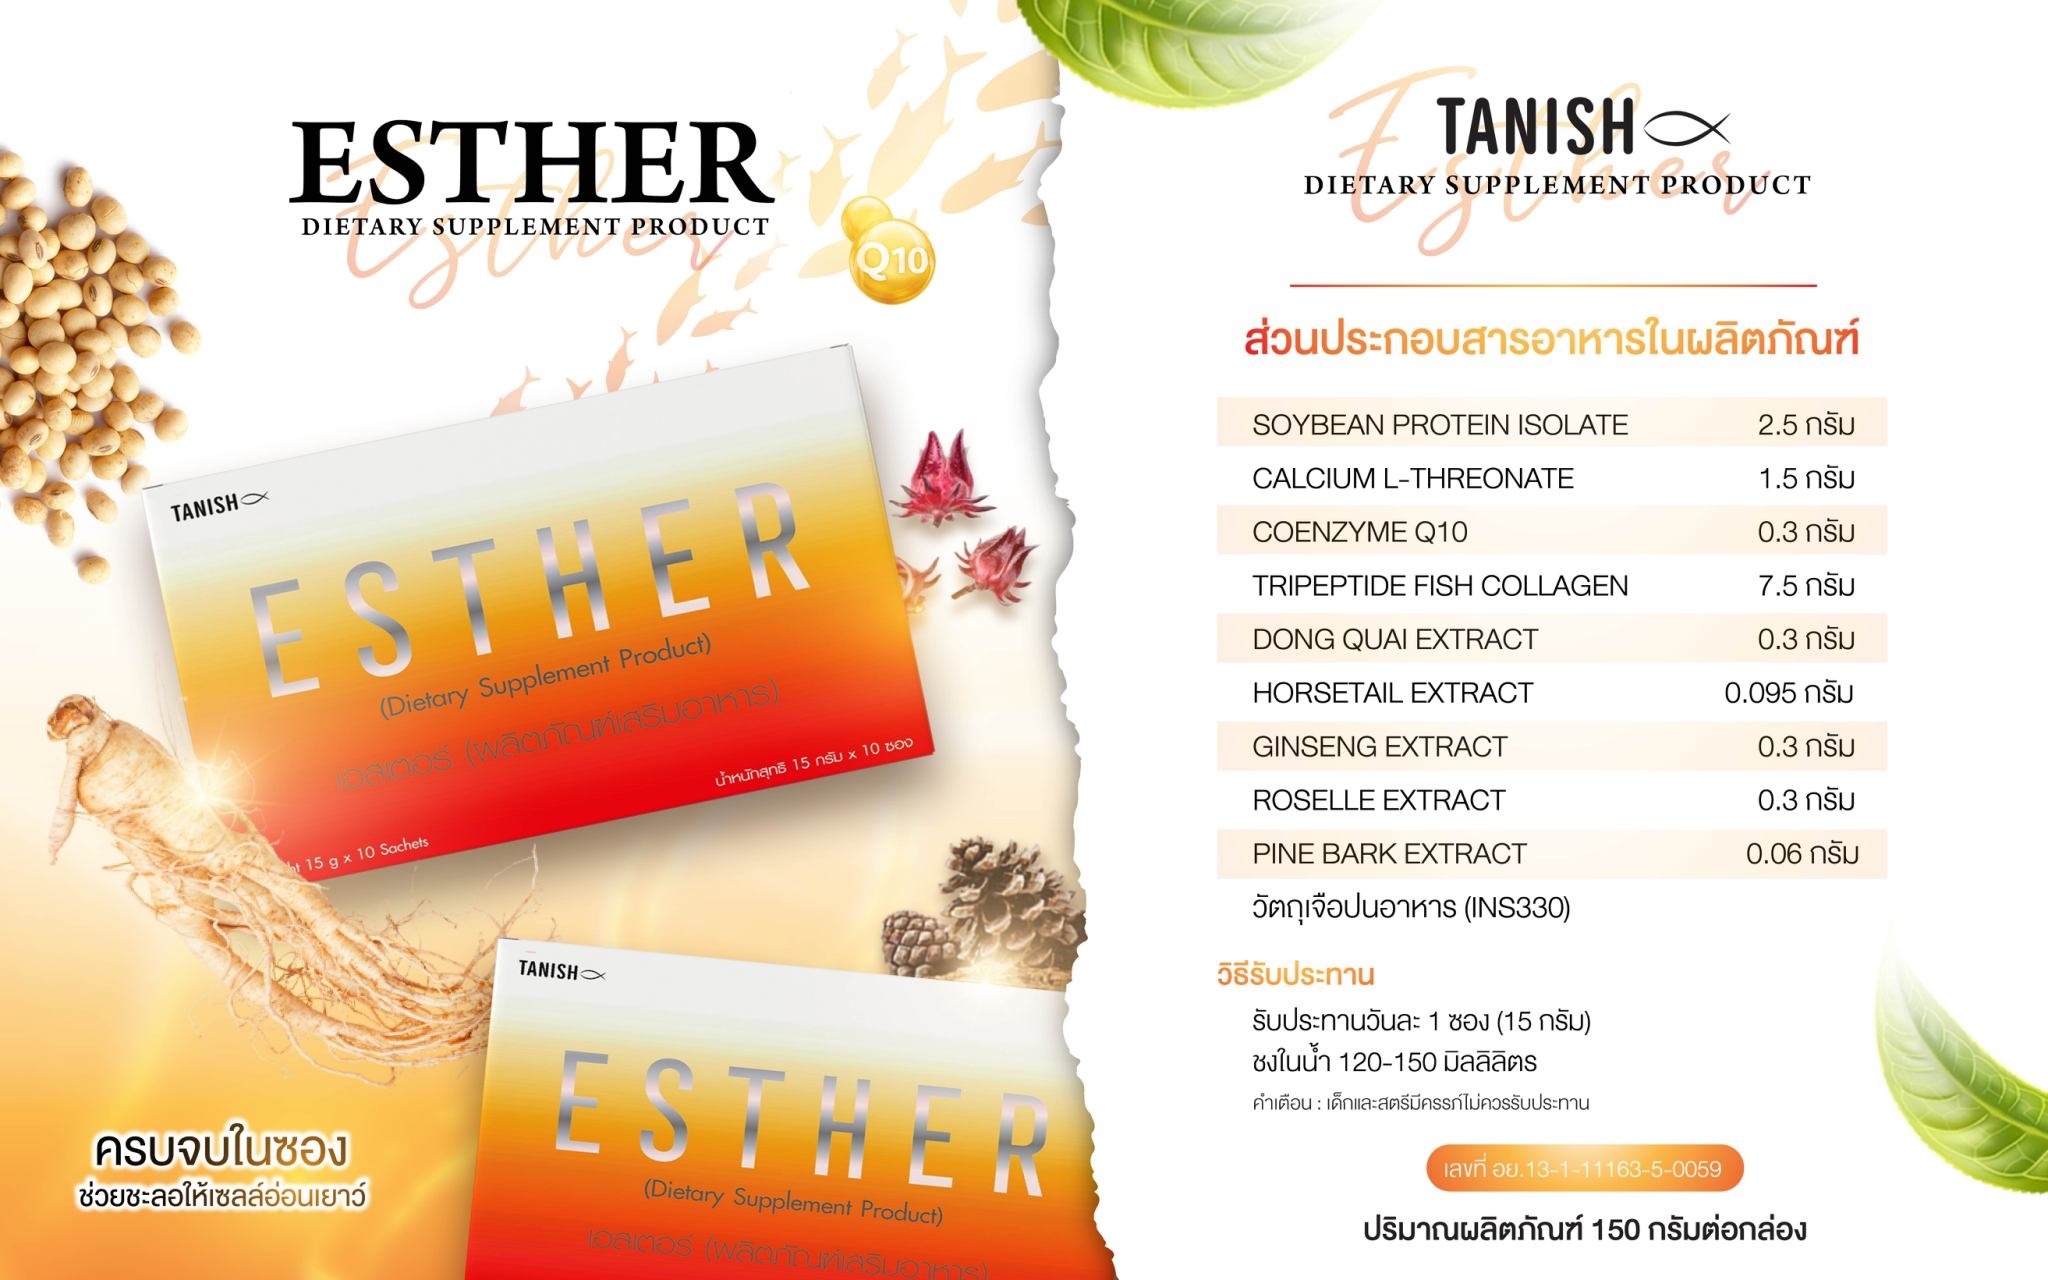 ESTHER
DIETARY SUPPLEMENT PRODUCT
Esther
Q10
TANISH
ESTHER
(Dietary Supplement Product)
เอสเตอร์ (ผลิตภัณฑ์เสริมอาหาร)
น้ำหนักสุทธิ 15 กรัม x 10 ซอง
15 g x 10 Sachets
TANISH
ESTHER
(Dietary Supplement Product)
เอสเตอร์ (ผลิตภัณฑ์เสริมอาหาร)
ครบจบในซอง
ช่วยชะลอให้เซลล์อ่อนเยาว์
TANISH
Esther
DIETARY SUPPLEMENT PRODUCT
ส่วนประกอบสารอาหารในผลิตภัณฑ์
SOYBEAN PROTEIN ISOLATE 2.5 กรัม
CALCIUM L-THREONATE 1.5 กรัม
COENZYME Q10 0.3 กรัม
TRIPEPTIDE FISH COLLAGEN 7.5 กรัม
DONG QUAI EXTRACT 0.3 กรัม
HORSETAIL EXTRACT 0.095 กรัม
GINSENG EXTRACT 0.3 กรัม
ROSELLE EXTRACT 0.3 กรัม
PINE BARK EXTRACT 0.06 กรัม
วัตถุเจือปนอาหาร (INS330)
วิธีรับประทาน
รับประทานวันละ 1 ซอง (15 กรัม)
ชงในน้ำ 120-150 มิลลิลิตร
คำเตือน : เด็กและสตรีมีครรภ์ไม่ควรรับประทาน
เลขที่ อย.13-1-11163-5-0059
ปริมาณผลิตภัณฑ์ 150 กรัมต่อกล่อง